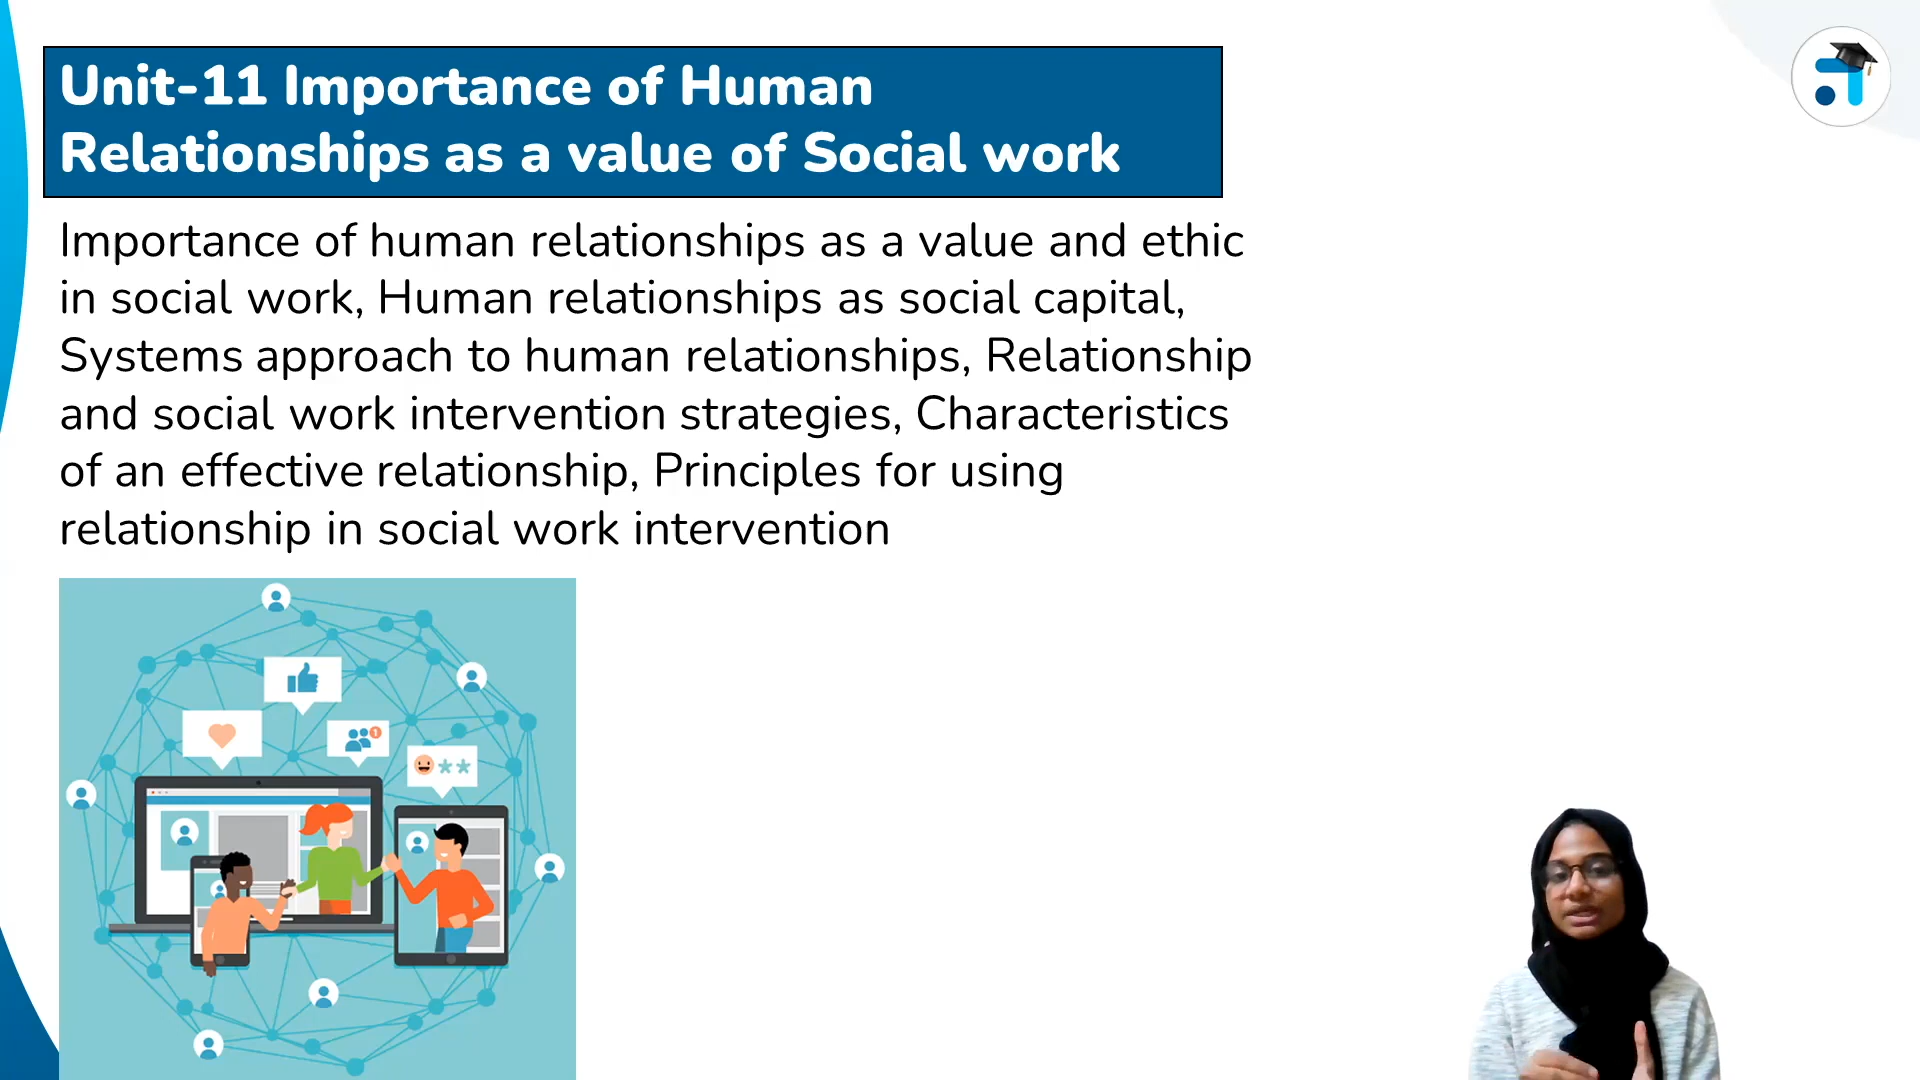 Unit-11 Importance of Human
Relationships as a value of Social work
Importance of human relationships as a value and ethic
in social work, Human relationships as social capital,
Systems approach to human relationships, Relationship
and social work intervention strategies, Characteristics
of an effective relationship, Principles for using
relationship in social work intervention